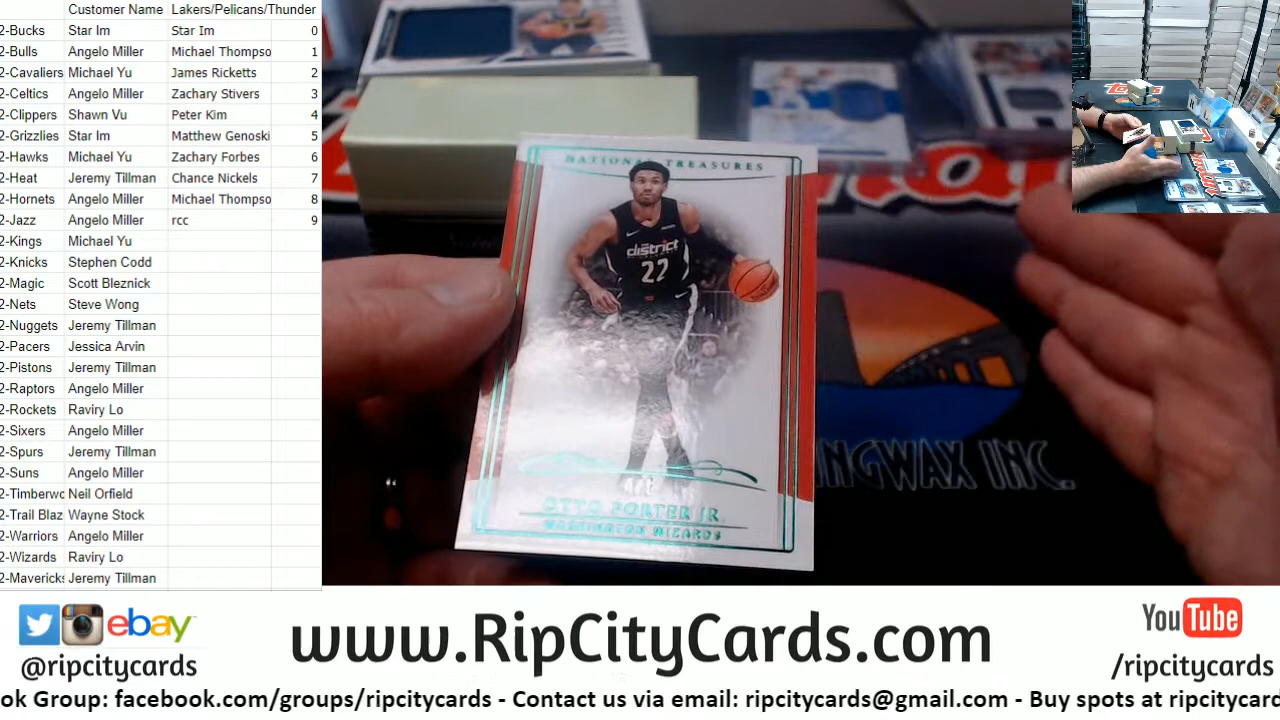 Customer Name Lakers/Pelicans/Thunder
2-Bucks Star Im Star Im 0
2-Bulls Angelo Miller Michael Thompso 1
2-Cavaliers Michael Yu James Ricketts 2
2-Celtics Angelo Miller Zachary Stivers 3
2-Clippers Shawn Vu Peter Kim 4
2-Grizzlies Star Im Matthew Genoski 5
2-Hawks Michael Yu Zachary Forbes 6
2-Heat Jeremy Tillman Chance Nickels 7
2-Hornets Angelo Miller Michael Thompso 8
2-Jazz Angelo Miller rcc 9
2-Kings Michael Yu
2-Knicks Stephen Codd
2-Magic Scott Bleznick
2-Nets Steve Wong
2-Nuggets Jeremy Tillman
2-Pacers Jessica Arvin
2-Pistons Jeremy Tillman
2-Raptors Angelo Miller
2-Rockets Raviry Lo
2-Sixers Angelo Miller
2-Spurs Jeremy Tillman
2-Suns Angelo Miller
2-Timberwo Neil Orfield
2-Trail Blaz Wayne Stock
2-Warriors Angelo Miller
2-Wizards Raviry Lo
2-Mavericks Jeremy Tillman
NATIONAL TREASURES
district
22
OTTO PORTER JR.
WASHINGTON WIZARDS
INGWAX INC.
ebay
@ripcitycards
www.RipCityCards.com
YouTube
/ripcitycards
ok Group: facebook.com/groups/ripcitycards - Contact us via email: ripcitycards@gmail.com - Buy spots at ripcitycard